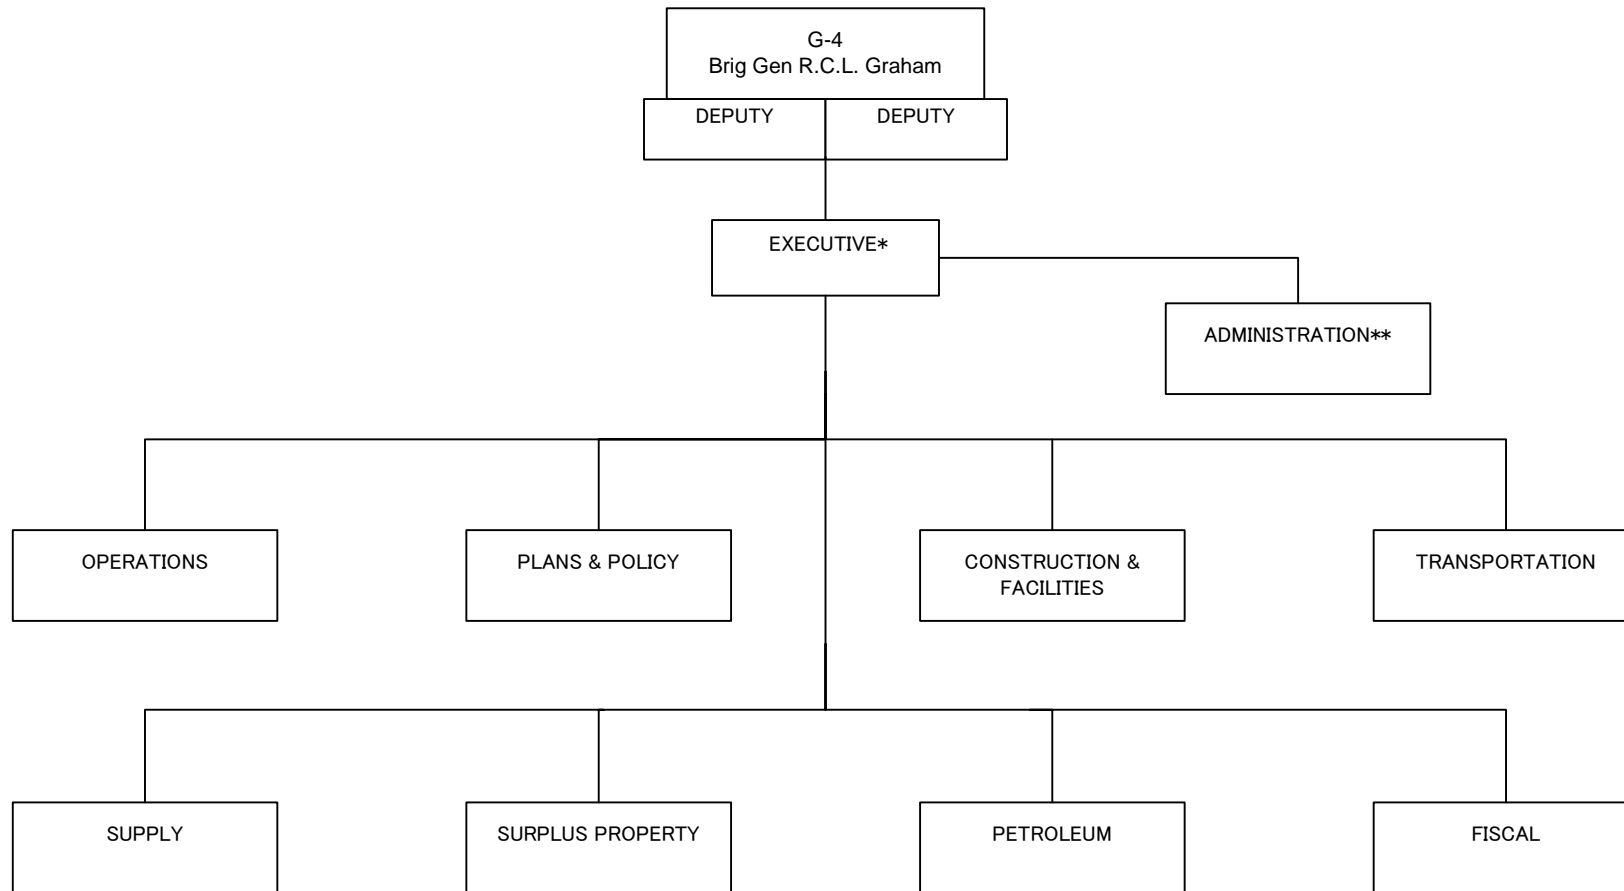 G-4
Brig Gen R.C.L. Graham
DEPUTY
DEPUTY
EXECUTIVE*
ADMINISTRATION**
OPERATIONS
PLANS & POLICY
CONSTRUCTION &
FACILITIES
TRANSPORTATION
SUPPLY
SURPLUS PROPERTY
PETROLEUM
FISCAL